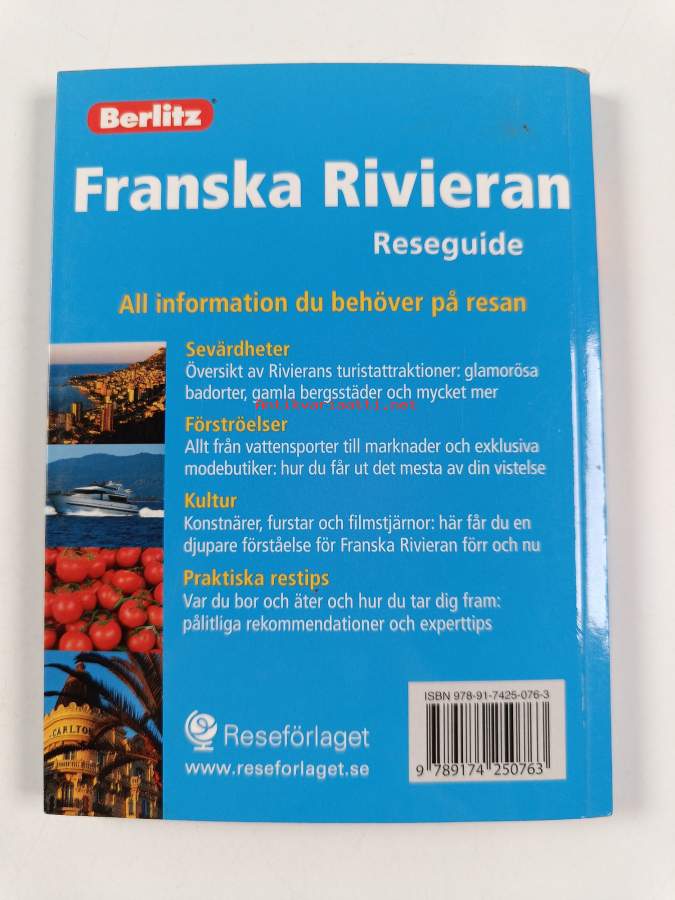 Berlitz
Franska Rivieran
Reseguide
All information du behöver på resan
Sevärdheter
Översikt av Rivierans turistattraktioner: glamorösa
badorter, gamla bergsstäder och mycket mer
antikvariaatti.net
Förströelser
Allt från vattensporter till marknader och exklusiva
modebutiker: hur du får ut det mesta av din vistelse
Kultur
Konstnärer, furstar och filmstjärnor: här får du en
djupare förståelse för Franska Rivieran förr och nu
Praktiska restips
Var du bor och äter och hur du tar dig fram:
pålitliga rekommendationer och experttips
CARLTON
Reseförlaget
www.reseforlaget.se
ISBN 978-91-7425-076-3
9 789174 250763